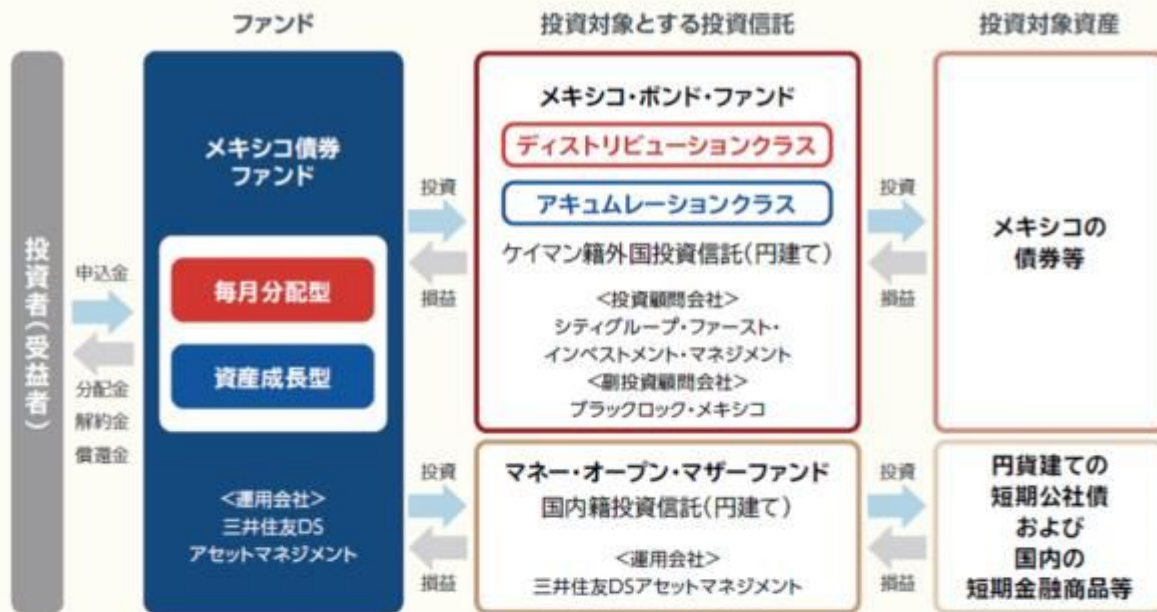 ファンド
投資対象とする投資信託
投資対象資産
投資者(受益者)
申込金
分配金
解約金
償還金
メキシコ債券
ファンド
毎月分配型
資産成長型
<運用会社>
三井住友DS
アセットマネジメント
投資
損益
メキシコ・ボンド・ファンド
ディストリビューションクラス
アキュムレーションクラス
ケイマン籍外国投資信託(円建て)
<投資顧問会社>
シティグループ・ファースト・
インベストメント・マネジメント
<副投資顧問会社>
ブラックロック・メキシコ
投資
損益
メキシコの
債券等
投資
損益
マネー・オープン・マザーファンド
国内籍投資信託(円建て)
<運用会社>
三井住友DSアセットマネジメント
投資
損益
円貨建ての
短期公社債
および
国内の
短期金融商品等